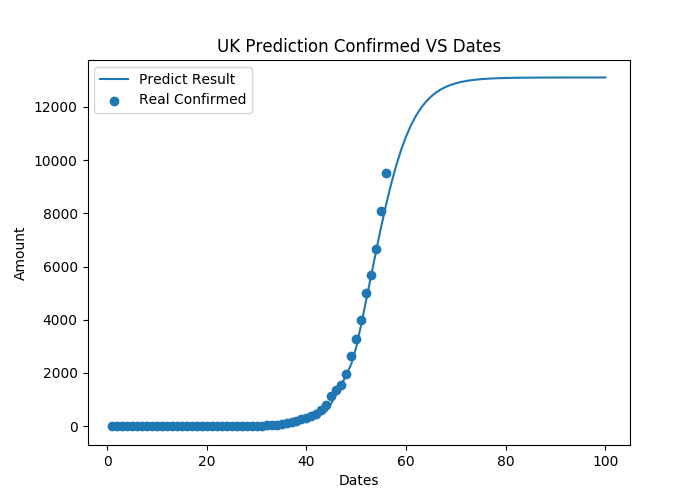 UK Prediction Confirmed VS Dates
Predict Result
Real Confirmed
12000
10000
8000
6000
4000
2000
0
Amount
0 20 40 60 80 100
Dates